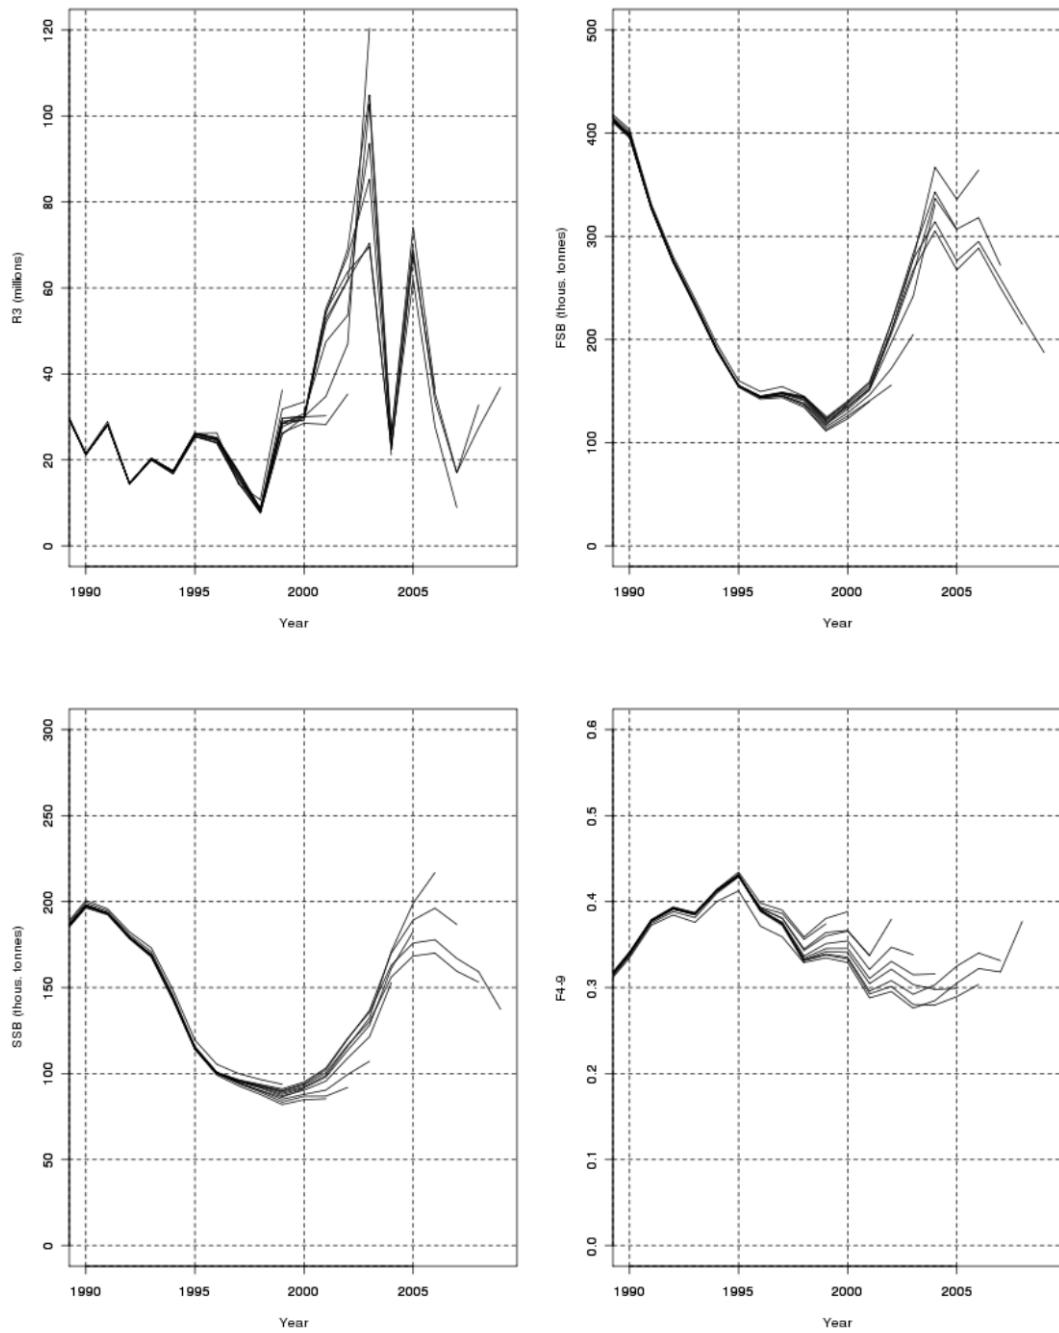 R3 (millions)
0 20 40 60 80 100 120
1990 1995 2000 2005
Year
FSB (thous. tonnes)
0 100 200 300 400 500
1990 1995 2000 2005
Year
SSB (thous. tonnes)
0 50 100 150 200 250 300
1990 1995 2000 2005
Year
F4-9
0.0 0.1 0.2 0.3 0.4 0.5 0.6
1990 1995 2000 2005
Year